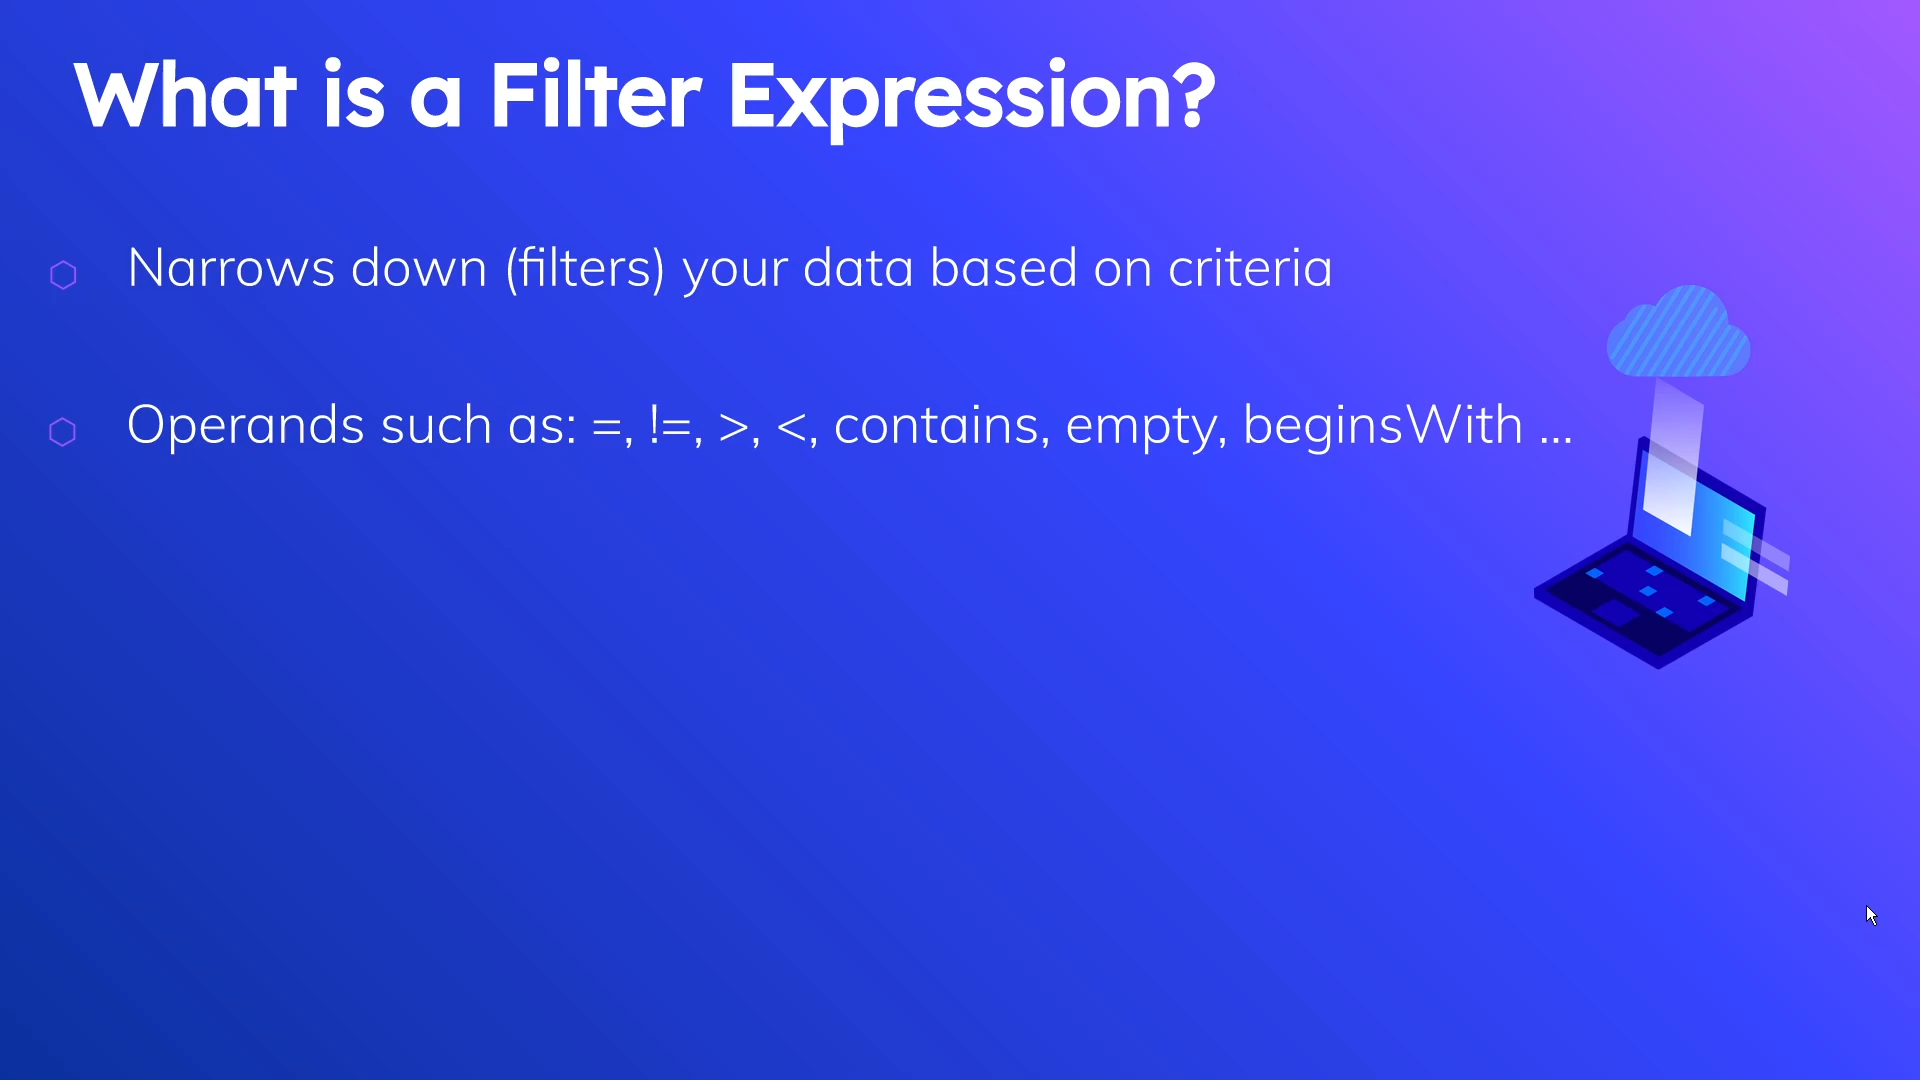 What is a Filter Expression?
Narrows down (filters) your data based on criteria
Operands such as: =, !=, >, <, contains, empty, beginsWith ...